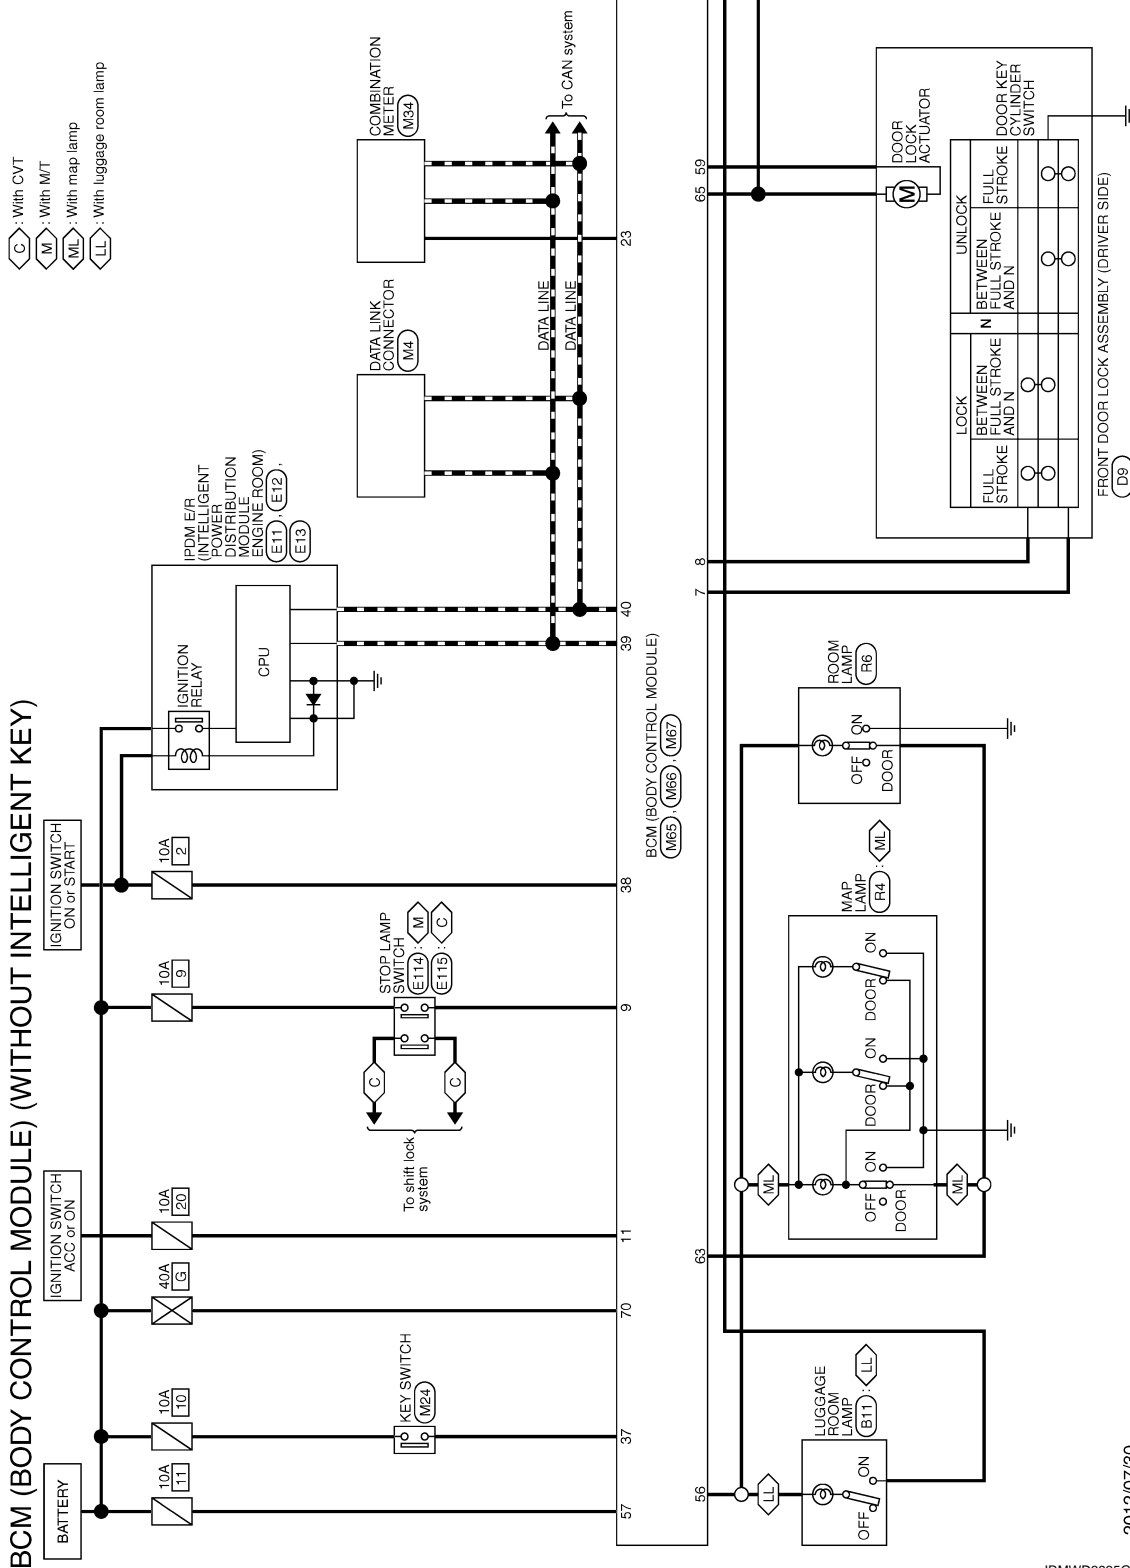 BCM (BODY CONTROL MODULE) (WITHOUT INTELLIGENT KEY)
C : With CVT
M : With M/T
ML : With map lamp
LL : With luggage room lamp
BATTERY
IGNITION SWITCH
ACC or ON
IGNITION SWITCH
ON or START
10A
11
10A
10
40A
G
10A
20
10A
9
10A
2
IGNITION
RELAY
CPU
IPDM E/R
(INTELLIGENT
POWER
DISTRIBUTION
MODULE
ENGINE ROOM)
E11 , E12 ,
E13
KEY SWITCH
M24
To shift lock
system
C
C
STOP LAMP
SWITCH
E114 : M
E115 : C
DATA LINK
CONNECTOR
M4
COMBINATION
METER
M34
DATA LINE
DATA LINE
To CAN system
57
37
70
11
9
38
39
40
23
BCM (BODY CONTROL MODULE)
M65 , M66 , M67
56
63
7
8
65
59
LL
OFF
ON
LUGGAGE
ROOM
LAMP
B11 : LL
ML
ML
OFF
ON
DOOR
DOOR
ON
DOOR
ON
MAP
LAMP
R4 : ML
OFF
ON
DOOR
ROOM
LAMP
R6
M
DOOR
LOCK
ACTUATOR
LOCK
N
UNLOCK
FULL
STROKE
BETWEEN
FULL STROKE
AND N
BETWEEN
FULL STROKE
AND N
FULL
STROKE
DOOR KEY
CYLINDER
SWITCH
FRONT DOOR LOCK ASSEMBLY (DRIVER SIDE)
D9